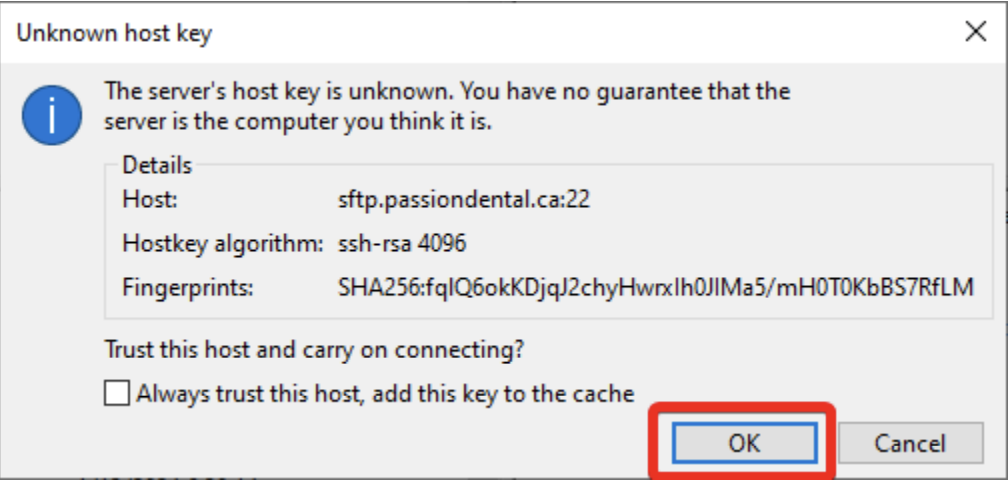 Unknown host key
The server's host key is unknown. You have no guarantee that the
server is the computer you think it is.
Details
Host: sftp.passiondental.ca:22
Hostkey algorithm: ssh-rsa 4096
Fingerprints: SHA256:fqIQ6okKDjqJ2chyHwrxIh0JIMa5/mH0T0KbBS7RfLM
Trust this host and carry on connecting?
Always trust this host, add this key to the cache
OK Cancel